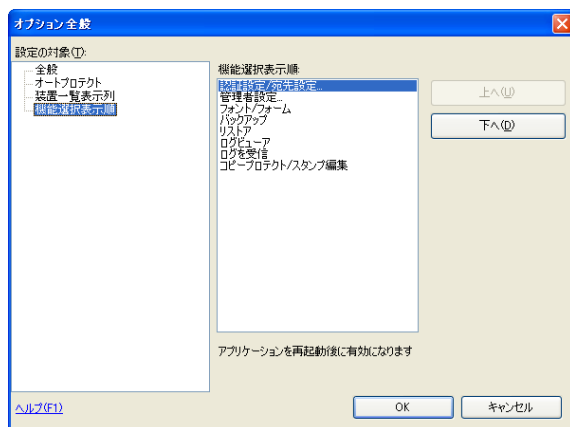 オプション全般
設定の対象(T):
全般
オートプロテクト
装置一覧表示列
機能選択表示順
機能選択表示順
認証設定/宛先設定...
管理者設定...
フォント/フォーム
バックアップ
リストア
ログビューア
ログを受信
コピープロテクト/スタンプ編集
上へ(U)
下へ(D)
アプリケーションを再起動後に有効になります
ヘルプ(F1)
OK
キャンセル